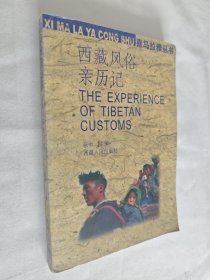 XI MA LA YA CONG SHU 喜马拉雅丛书
西藏风俗
亲历记
THE EXPERIENCE
OF TIBETAN
CUSTOMS
西藏人民出版社